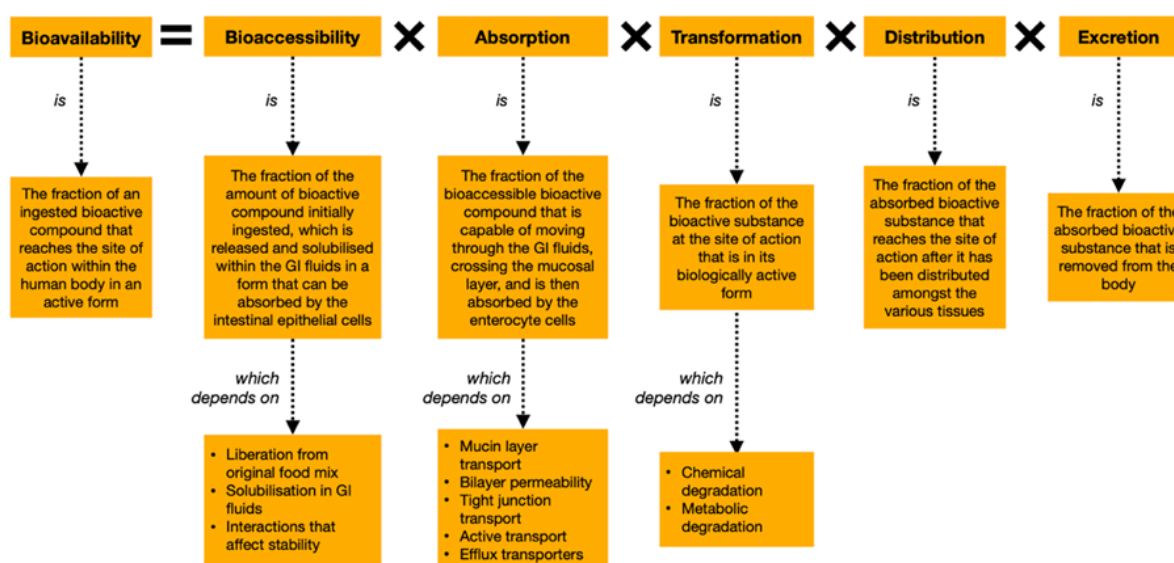 Bioavailability = Bioaccessibility × Absorption × Transformation × Distribution × Excretion
is
is
is
is
is
is
The fraction of an
ingested bioactive
compound that
reaches the site of
action within the
human body in an
active form
The fraction of the
amount of bioactive
compound initially
ingested, which is
released and solubilised
within the GI fluids in a
form that can be
absorbed by the
intestinal epithelial cells
The fraction of the
bioaccessible bioactive
compound that is
capable of moving
through the GI fluids,
crossing the mucosal
layer, and is then
absorbed by the
enterocyte cells
The fraction of the
bioactive substance
at the site of action
that is in its
biologically active
form
The fraction of the
absorbed bioactive
substance that
reaches the site of
action after it has
been distributed
amongst the
various tissues
The fraction of the
absorbed bioactive
substance that is
removed from the
body
which
depends on
which
depends on
which
depends on
• Liberation from
original food mix
• Solubilisation in GI
fluids
• Interactions that
affect stability
• Mucin layer
transport
• Bilayer permeability
• Tight junction
transport
• Active transport
• Efflux transporters
• Chemical
degradation
• Metabolic
degradation